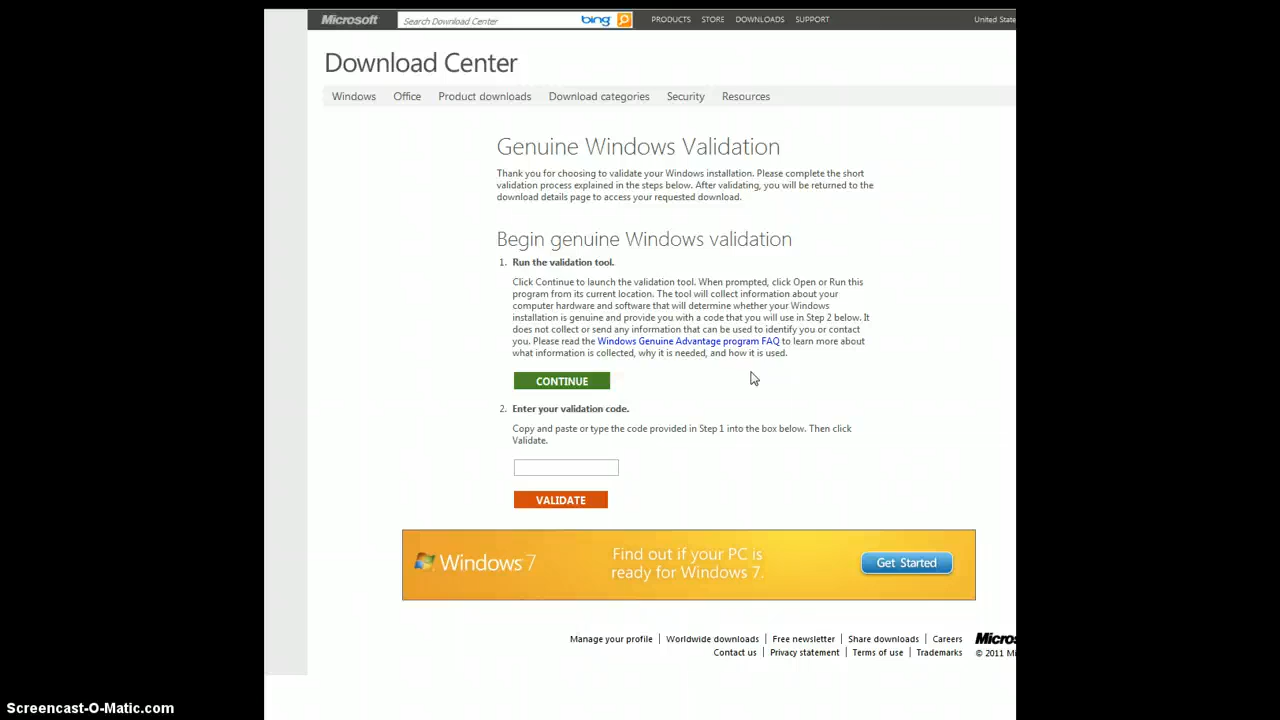 Microsoft Search Download Center bing PRODUCTS STORE DOWNLOADS SUPPORT United State
Download Center
Windows Office Product downloads Download categories Security Resources
Genuine Windows Validation
Thank you for choosing to validate your Windows installation. Please complete the short
validation process explained in the steps below. After validating, you will be returned to the
download details page to access your requested download.
Begin genuine Windows validation
1. Run the validation tool.
Click Continue to launch the validation tool. When prompted, click Open or Run this
program from its current location. The tool will collect information about your
computer hardware and software that will determine whether your Windows
installation is genuine and provide you with a code that you will use in Step 2 below. It
does not collect or send any information that can be used to identify you or contact
you. Please read the Windows Genuine Advantage program FAQ to learn more about
what information is collected, why it is needed, and how it is used.
CONTINUE
2. Enter your validation code.
Copy and paste or type the code provided in Step 1 into the box below. Then click
Validate.
VALIDATE
Windows 7 Find out if your PC is
ready for Windows 7. Get Started
Manage your profile | Worldwide downloads | Free newsletter | Share downloads | Careers Micros
Contact us | Privacy statement | Terms of use | Trademarks © 2011 Mi
Screencast-O-Matic.com